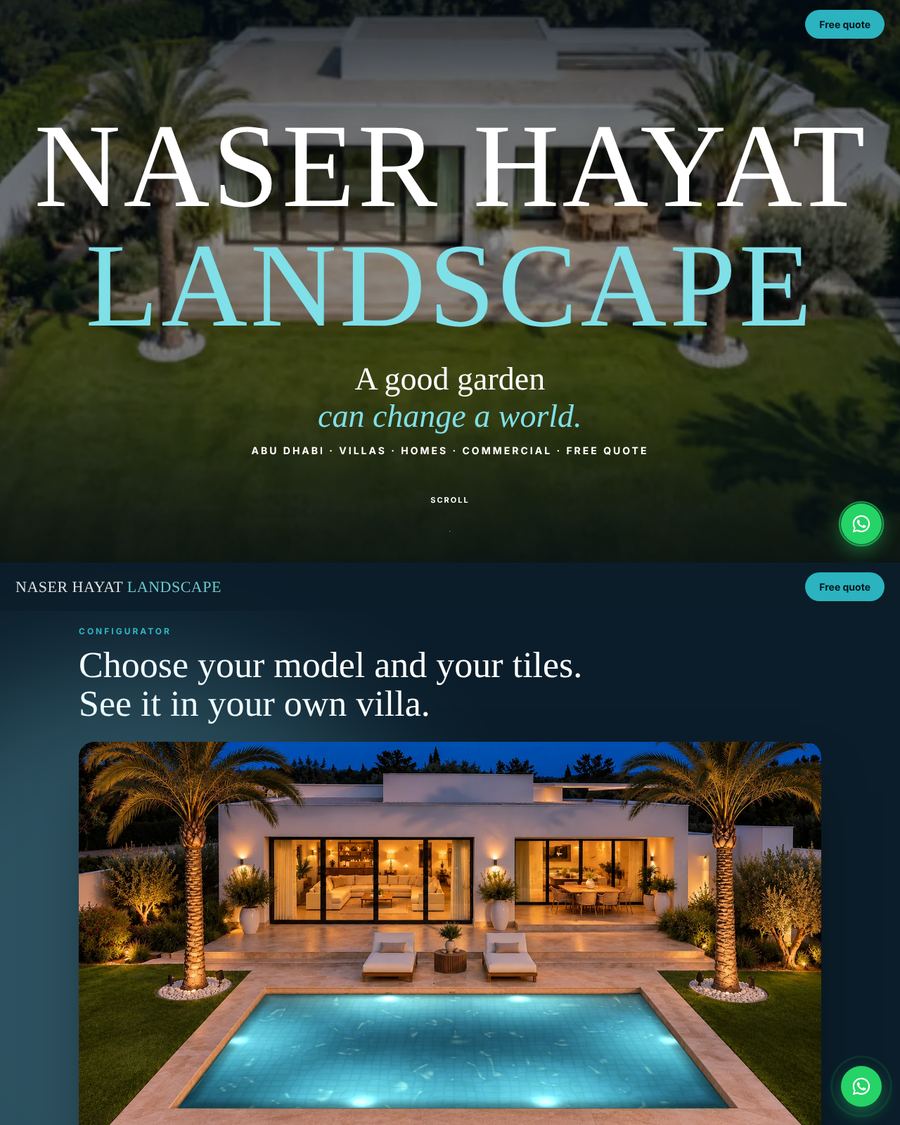 Free quote
NASER HAYAT
LANDSCAPE
A good garden
can change a world.
ABU DHABI · VILLAS · HOMES · COMMERCIAL · FREE QUOTE
SCROLL
NASER HAYAT LANDSCAPE
Free quote
CONFIGURATOR
Choose your model and your tiles.
See it in your own villa.